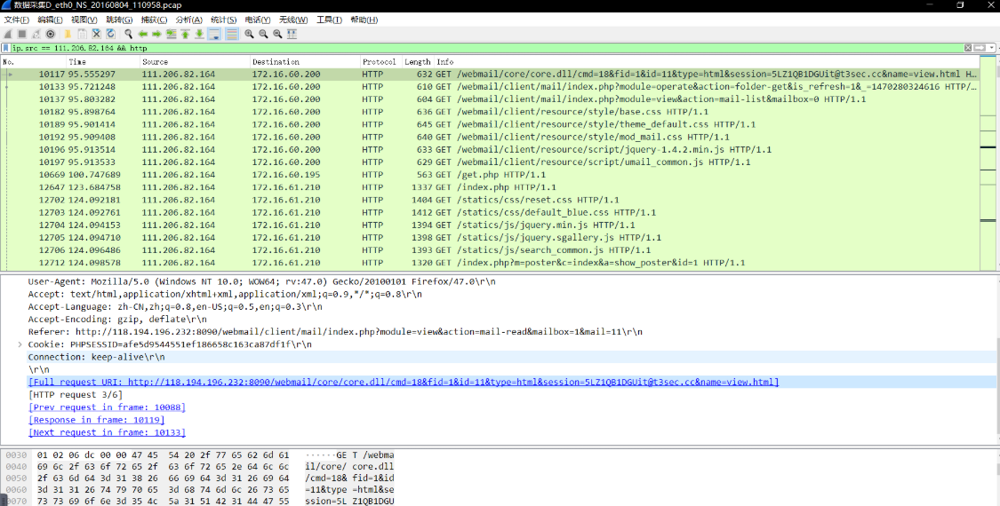 数据采集D_eth0_NS_20160804_110958.pcap
文件(F) 编辑(E) 视图(V) 跳转(G) 捕获(C) 分析(A) 统计(S) 电话(Y) 无线(W) 工具(T) 帮助(H)
ip.src == 111.206.82.164 && http
No. Time Source Destination Protocol Length Info
10117 95.555297 111.206.82.164 172.16.60.200 HTTP 632 GET /webmail/core/core.dll/cmd=18&fid=1&id=11&type=html&session=5LZ1QB1DGUit@t3sec.cc&name=view.html H…
10133 95.721248 111.206.82.164 172.16.60.200 HTTP 610 GET /webmail/client/mail/index.php?module=operate&action=folder-get&is_refresh=1&_=1470280324616 HTTP/…
10137 95.803282 111.206.82.164 172.16.60.200 HTTP 604 GET /webmail/client/mail/index.php?module=view&action=mail-list&mailbox=0 HTTP/1.1
10182 95.898764 111.206.82.164 172.16.60.200 HTTP 636 GET /webmail/client/resource/style/base.css HTTP/1.1
10189 95.901414 111.206.82.164 172.16.60.200 HTTP 645 GET /webmail/client/resource/style/theme_default.css HTTP/1.1
10192 95.909408 111.206.82.164 172.16.60.200 HTTP 640 GET /webmail/client/resource/style/mod_mail.css HTTP/1.1
10196 95.913514 111.206.82.164 172.16.60.200 HTTP 633 GET /webmail/client/resource/script/jquery-1.4.2.min.js HTTP/1.1
10197 95.913533 111.206.82.164 172.16.60.200 HTTP 629 GET /webmail/client/resource/script/umail_common.js HTTP/1.1
10669 100.747689 111.206.82.164 172.16.60.195 HTTP 563 GET /get.php HTTP/1.1
12647 123.684758 111.206.82.164 172.16.61.210 HTTP 1337 GET /index.php HTTP/1.1
12702 124.092181 111.206.82.164 172.16.61.210 HTTP 1404 GET /statics/css/reset.css HTTP/1.1
12703 124.092761 111.206.82.164 172.16.61.210 HTTP 1412 GET /statics/css/default_blue.css HTTP/1.1
12704 124.094153 111.206.82.164 172.16.61.210 HTTP 1394 GET /statics/js/jquery.min.js HTTP/1.1
12705 124.094710 111.206.82.164 172.16.61.210 HTTP 1398 GET /statics/js/jquery.sgallery.js HTTP/1.1
12706 124.096486 111.206.82.164 172.16.61.210 HTTP 1393 GET /statics/js/search_common.js HTTP/1.1
12712 124.098578 111.206.82.164 172.16.61.210 HTTP 1320 GET /index.php?m=poster&c=index&a=show_poster&id=1 HTTP/1.1
User-Agent: Mozilla/5.0 (Windows NT 10.0; WOW64; rv:47.0) Gecko/20100101 Firefox/47.0\r\n
Accept: text/html,application/xhtml+xml,application/xml;q=0.9,*/*;q=0.8\r\n
Accept-Language: zh-CN,zh;q=0.8,en-US;q=0.5,en;q=0.3\r\n
Accept-Encoding: gzip, deflate\r\n
Referer: http://118.194.196.232:8090/webmail/client/mail/index.php?module=view&action=mail-read&mailbox=1&mail=11\r\n
Cookie: PHPSESSID=afe5d9544551ef186658c163ca87df1f\r\n
Connection: keep-alive\r\n
\r\n
[Full request URI: http://118.194.196.232:8090/webmail/core/core.dll/cmd=18&fid=1&id=11&type=html&session=5LZ1QB1DGUit@t3sec.cc&name=view.html]
[HTTP request 3/6]
[Prev request in frame: 10088]
[Response in frame: 10119]
[Next request in frame: 10133]
0030 01 02 06 dc 00 00 47 45 54 20 2f 77 65 62 6d 61 ······GE T /webma
0040 69 6c 2f 63 6f 72 65 2f 63 6f 72 65 2e 64 6c 6c il/core/ core.dll
0050 2f 63 6d 64 3d 31 38 26 66 69 64 3d 31 26 69 64 /cmd=18& fid=1&id
0060 3d 31 31 26 74 79 70 65 3d 68 74 6d 6c 26 73 65 =11&type =html&se
0070 73 73 69 6f 6e 3d 35 4c 5a 31 51 42 31 44 47 55 ssion=5L Z1QB1DGU